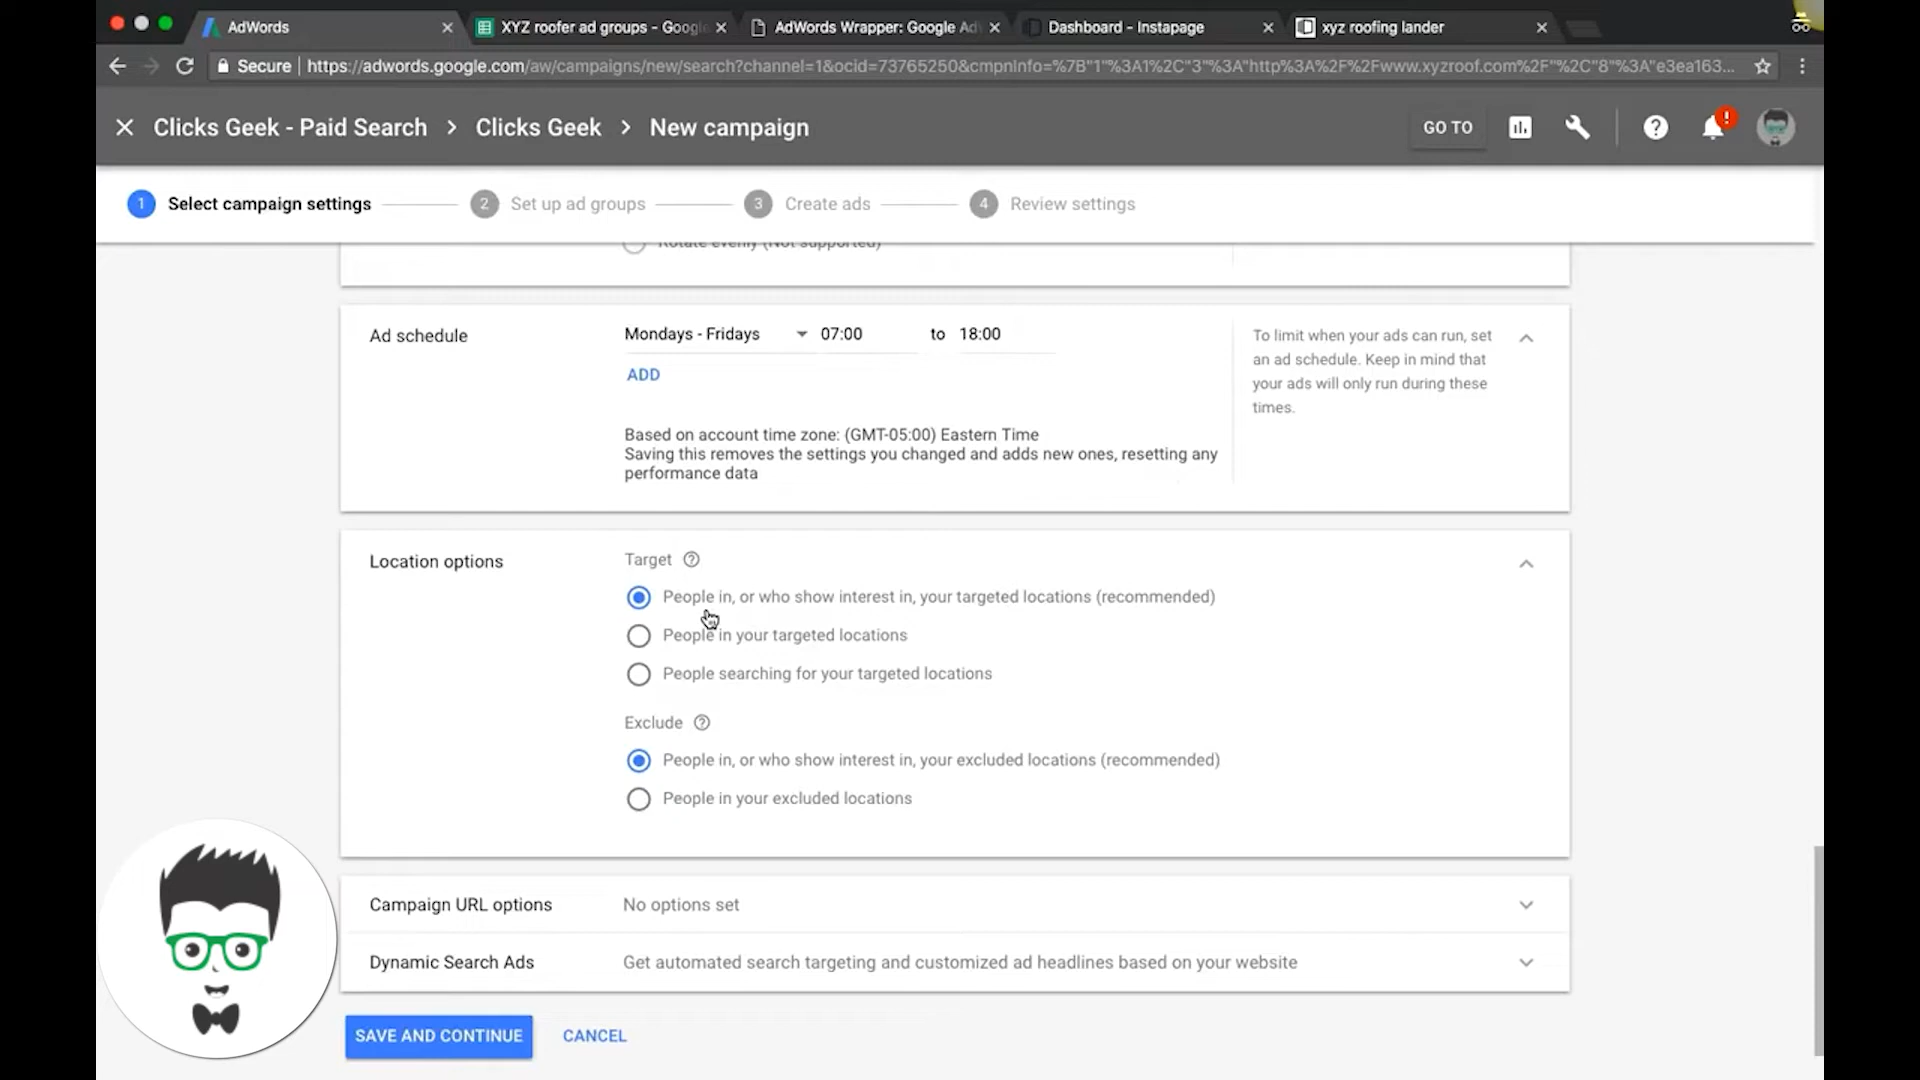 AdWords
XYZ roofer ad groups - Google
AdWords Wrapper: Google Ad
Dashboard - Instapage
xyz roofing lander
Secure
https://adwords.google.com/aw/campaigns/new/search?channel=1&ocid=73765250&cmpnInfo=%7B"1"%3A1%2C"3"%3A"http%3A%2F%2Fwww.xyzroof.com%2F"%2C"8"%3A"e3ea163...
Clicks Geek - Paid Search > Clicks Geek > New campaign
GO TO
!
1 Select campaign settings
2 Set up ad groups
3 Create ads
4 Review settings
Rotate evenly (Not supported)
Ad schedule
Mondays - Fridays 07:00 to 18:00
ADD
Based on account time zone: (GMT-05:00) Eastern Time
Saving this removes the settings you changed and adds new ones, resetting any
performance data
To limit when your ads can run, set
an ad schedule. Keep in mind that
your ads will only run during these
times.
Location options
Target
People in, or who show interest in, your targeted locations (recommended)
People in your targeted locations
People searching for your targeted locations
Exclude
People in, or who show interest in, your excluded locations (recommended)
People in your excluded locations
Campaign URL options
No options set
Dynamic Search Ads
Get automated search targeting and customized ad headlines based on your website
SAVE AND CONTINUE
CANCEL